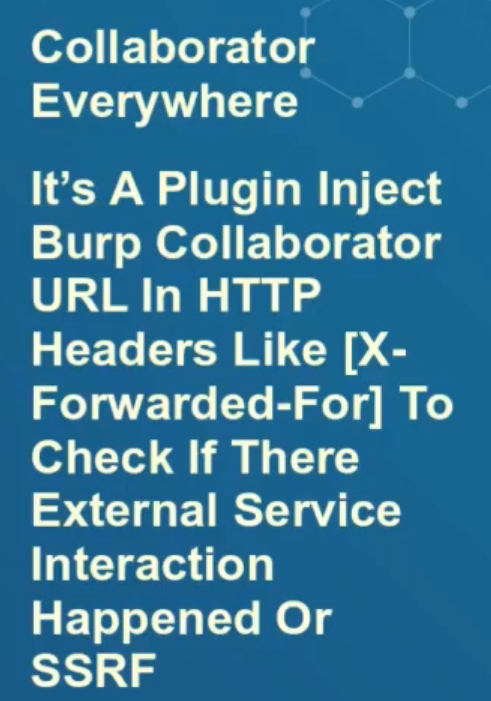 Collaborator
Everywhere
It's A Plugin Inject
Burp Collaborator
URL In HTTP
Headers Like [X-
Forwarded-For] To
Check If There
External Service
Interaction
Happened Or
SSRF